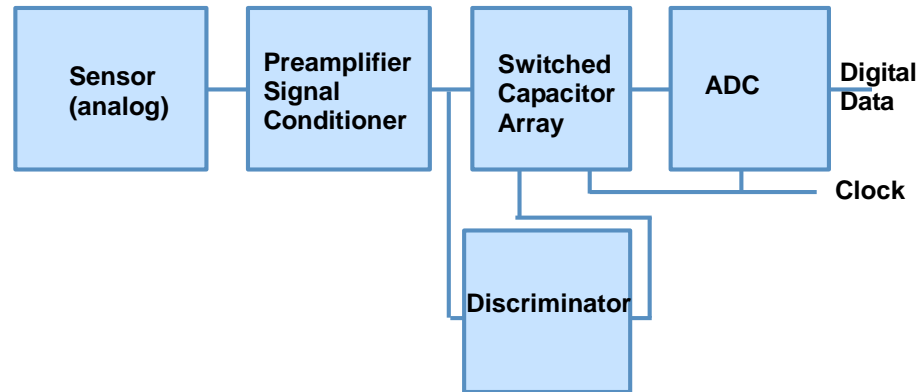 Sensor
(analog)
Preamplifier
Signal
Conditioner
Switched
Capacitor
Array
ADC
Digital
Data
Clock
Discriminator